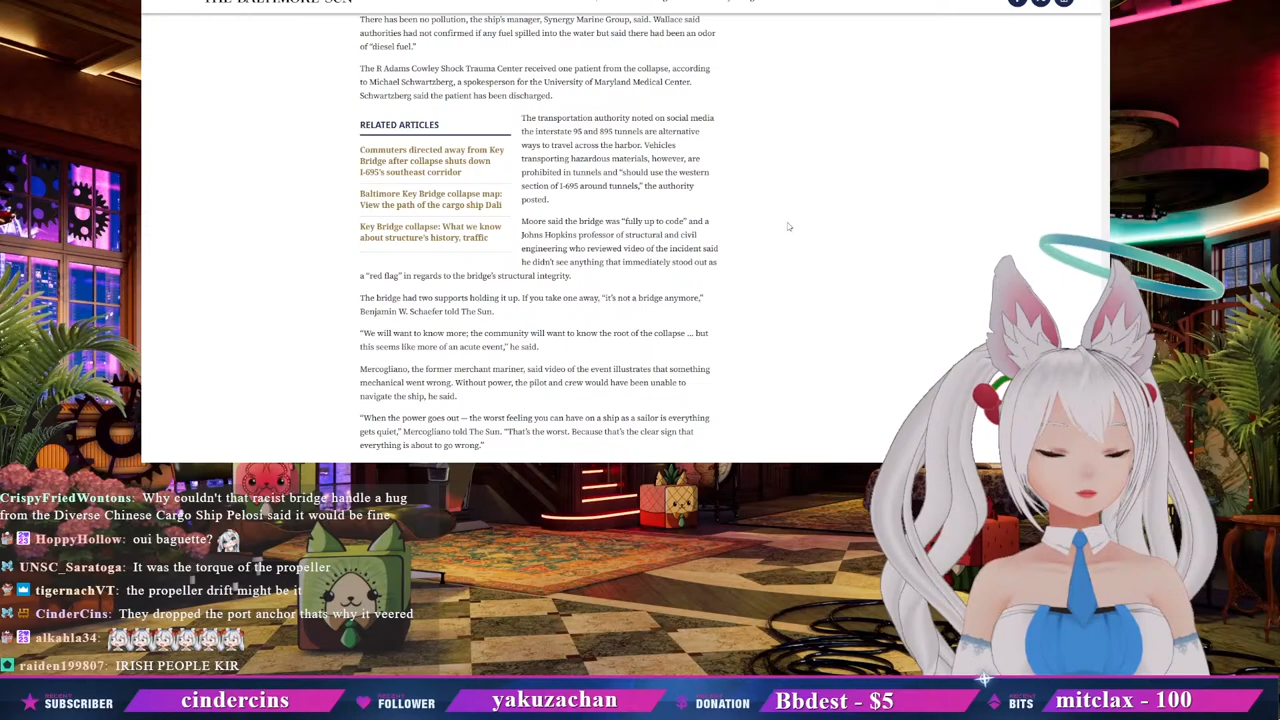 THE BALTIMORE SUN
There has been no pollution, the ship's manager, Synergy Marine Group, said. Wallace said
authorities had not confirmed if any fuel spilled into the water but said there had been an odor
of “diesel fuel.”
The R Adams Cowley Shock Trauma Center received one patient from the collapse, according
to Michael Schwartzberg, a spokesperson for the University of Maryland Medical Center.
Schwartzberg said the patient has been discharged.
RELATED ARTICLES
Commuters directed away from Key
Bridge after collapse shuts down
I-695's southeast corridor
Baltimore Key Bridge collapse map:
View the path of the cargo ship Dali
Key Bridge collapse: What we know
about structure's history, traffic
The transportation authority noted on social media
the interstate 95 and 895 tunnels are alternative
ways to travel across the harbor. Vehicles
transporting hazardous materials, however, are
prohibited in tunnels and “should use the western
section of I-695 around tunnels,” the authority
posted.
Moore said the bridge was “fully up to code” and a
Johns Hopkins professor of structural and civil
engineering who reviewed video of the incident said
he didn't see anything that immediately stood out as
a “red flag” in regards to the bridge's structural integrity.
The bridge had two supports holding it up. If you take one away, “it's not a bridge anymore,”
Benjamin W. Schaefer told The Sun.
“We will want to know more; the community will want to know the root of the collapse ... but
this seems like more of an acute event,” he said.
Mercogliano, the former merchant mariner, said video of the event illustrates that something
mechanical went wrong. Without power, the pilot and crew would have been unable to
navigate the ship, he said.
“When the power goes out — the worst feeling you can have on a ship as a sailor is everything
gets quiet,” Mercogliano told The Sun. “That's the worst. Because that's the clear sign that
everything is about to go wrong.”
CrispyFriedWontons: Why couldn't that racist bridge handle a hug
from the Diverse Chinese Cargo Ship Pelosi said it would be fine
HoppyHollow: oui baguette?
UNSC_Saratoga: It was the torque of the propeller
tigernachVT: the propeller drift might be it
CinderCins: They dropped the port anchor thats why it veered
alkahla34:
raiden199807: IRISH PEOPLE KIR
RECENT SUBSCRIBER cindercins RECENT FOLLOWER yakuzachan RECENT DONATION Bbdest - $5 RECENT BITS mitclax - 100